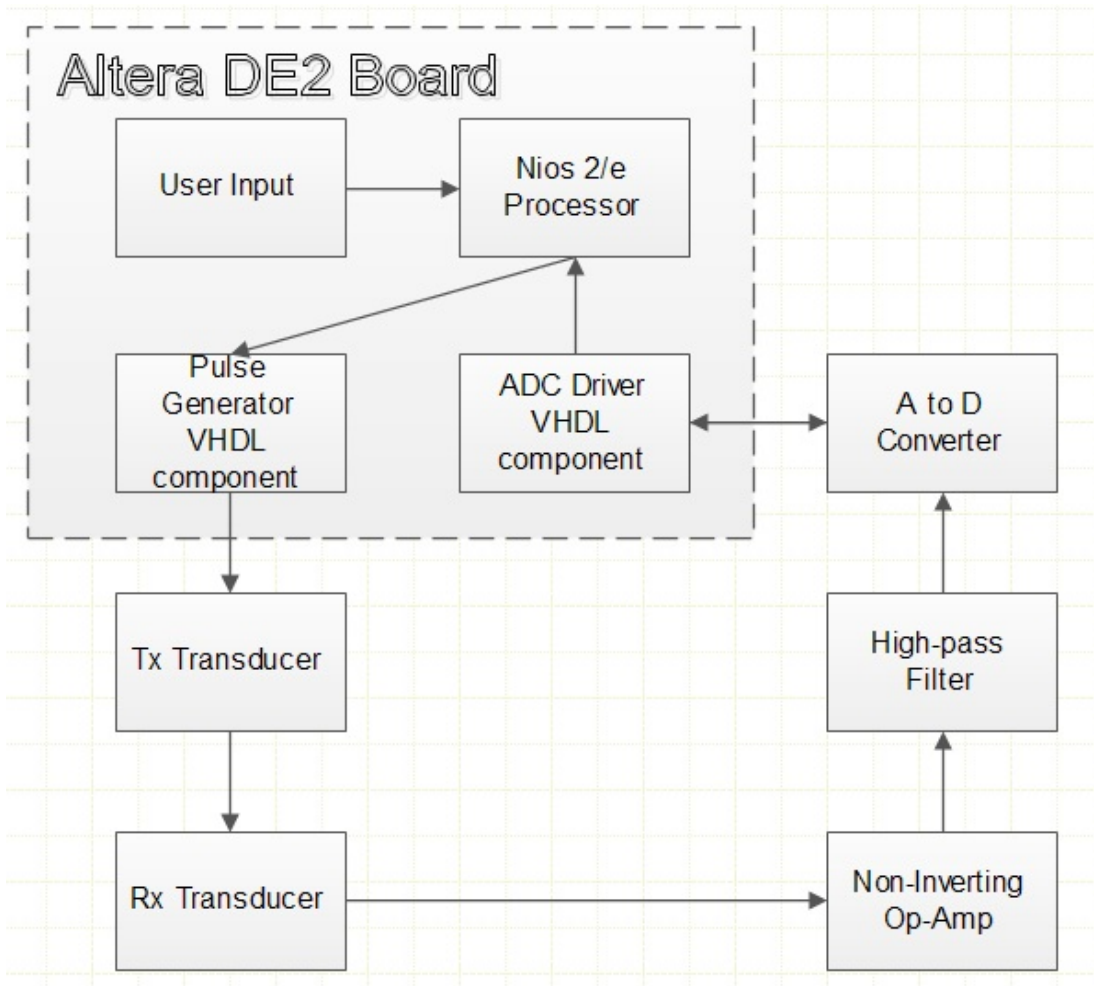 Altera DE2 Board
User Input
Nios 2/e
Processor
Pulse
Generator
VHDL
component
ADC Driver
VHDL
component
A to D
Converter
Tx Transducer
High-pass
Filter
Rx Transducer
Non-Inverting
Op-Amp